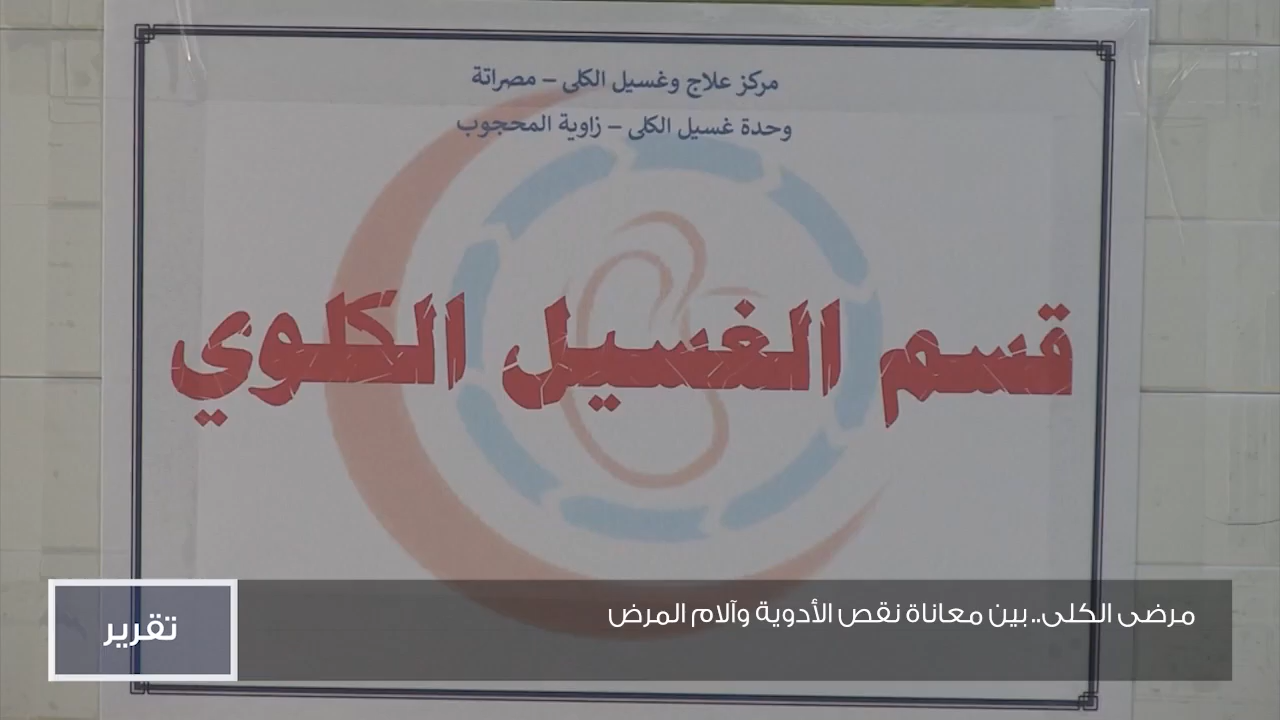 مركز علاج وغسيل الكلى – مصراتة
وحدة غسيل الكلى – زاوية المحجوب
قسم الغسيل الكلوي
مرضى الكلى.. بين معاناة نقص الأدوية وآلام المرض
تقرير